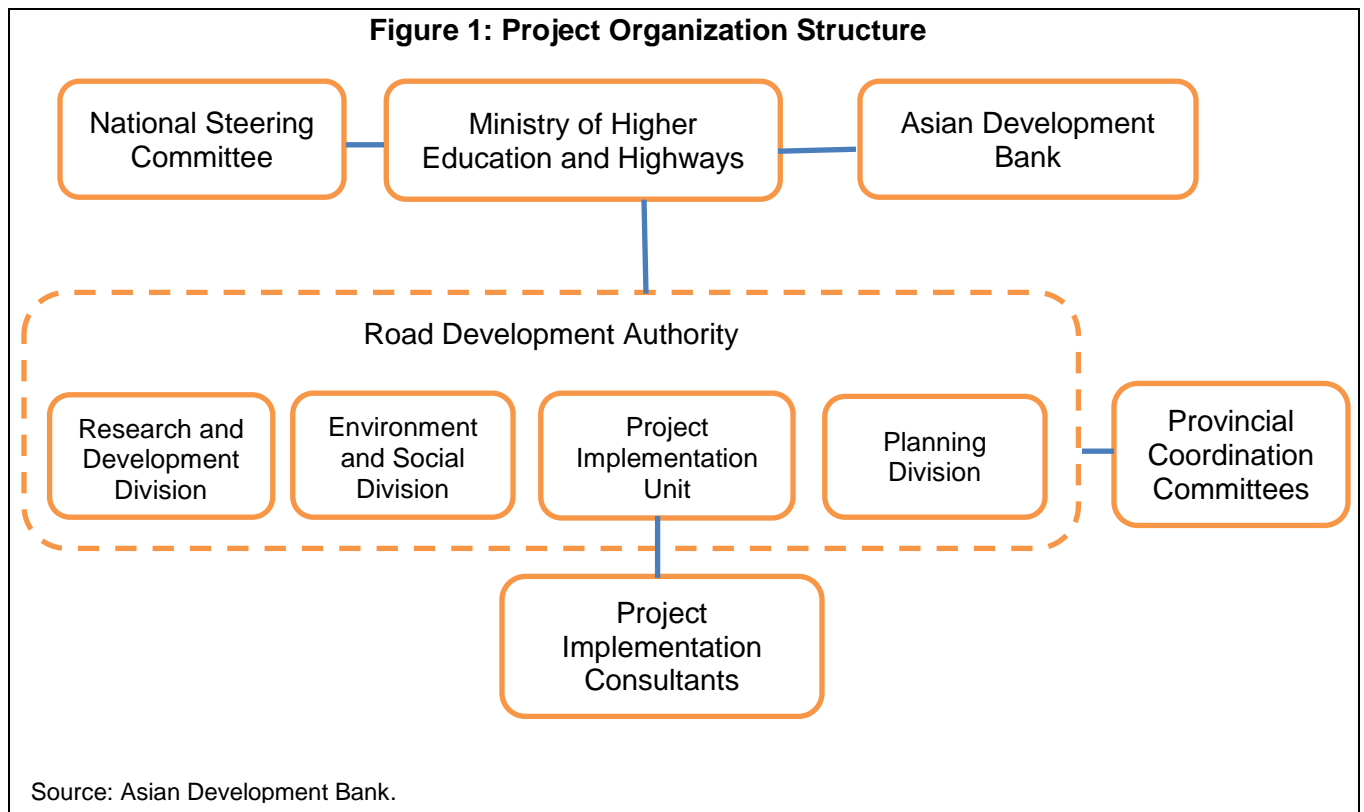 Figure 1: Project Organization Structure
National Steering
Committee
Ministry of Higher
Education and Highways
Asian Development
Bank
Road Development Authority
Research and
Development
Division
Environment
and Social
Division
Project
Implementation
Unit
Planning
Division
Provincial
Coordination
Committees
Project
Implementation
Consultants
Source: Asian Development Bank.